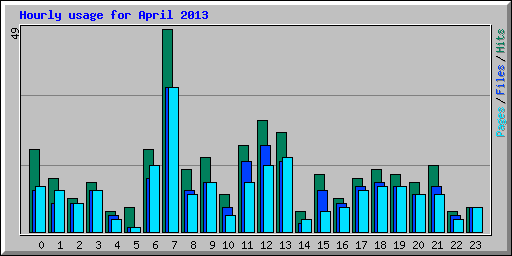 Hourly usage for April 2013
49
Pages/Files/Hits
0 1 2 3 4 5 6 7 8 9 10 11 12 13 14 15 16 17 18 19 20 21 22 23